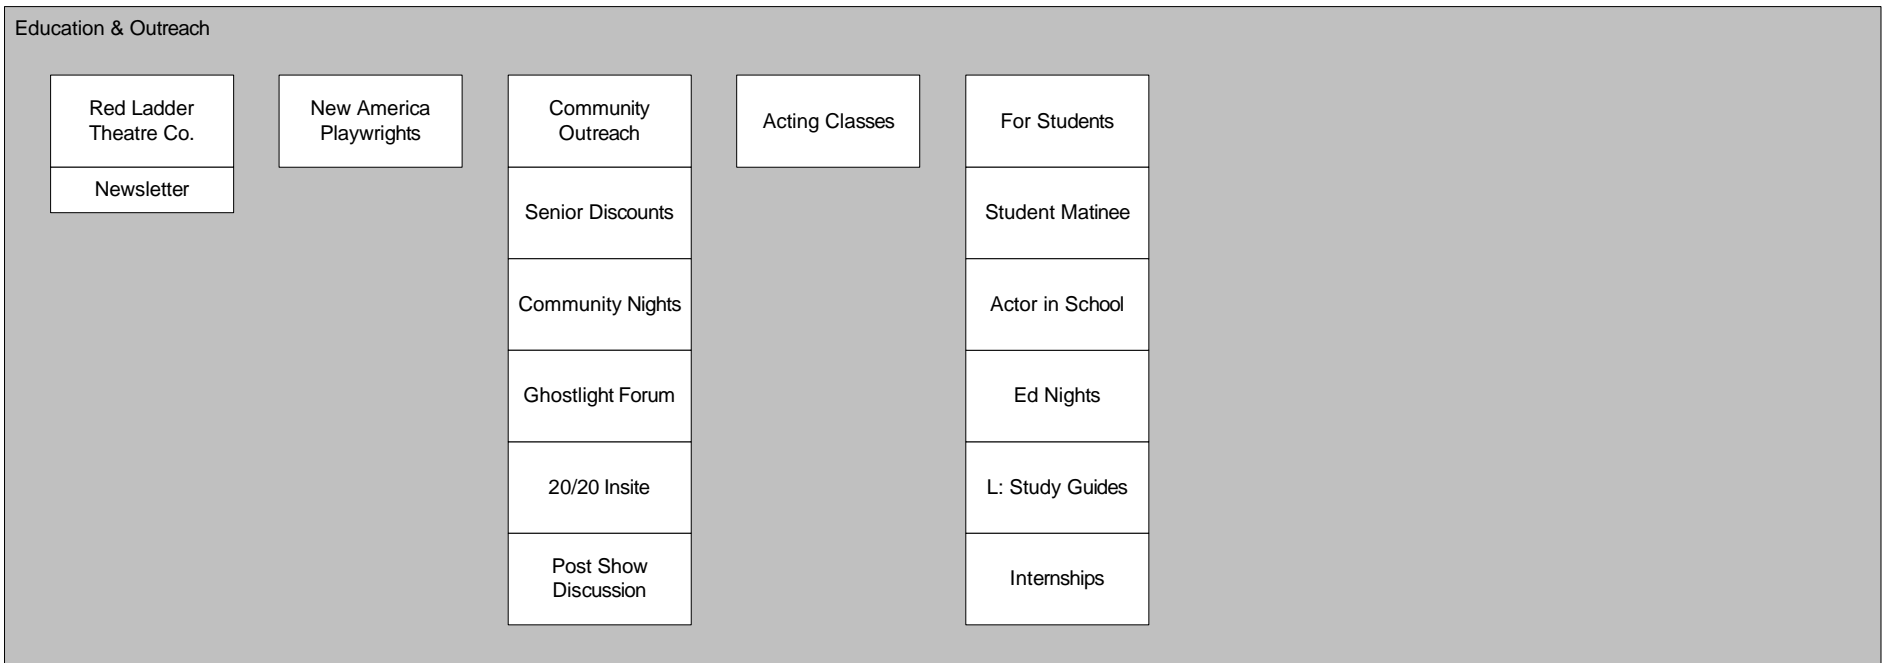 Education & Outreach
Red Ladder
Theatre Co.
Newsletter
New America
Playwrights
Community
Outreach
Senior Discounts
Community Nights
Ghostlight Forum
20/20 Insite
Post Show
Discussion
Acting Classes
For Students
Student Matinee
Actor in School
Ed Nights
L: Study Guides
Internships